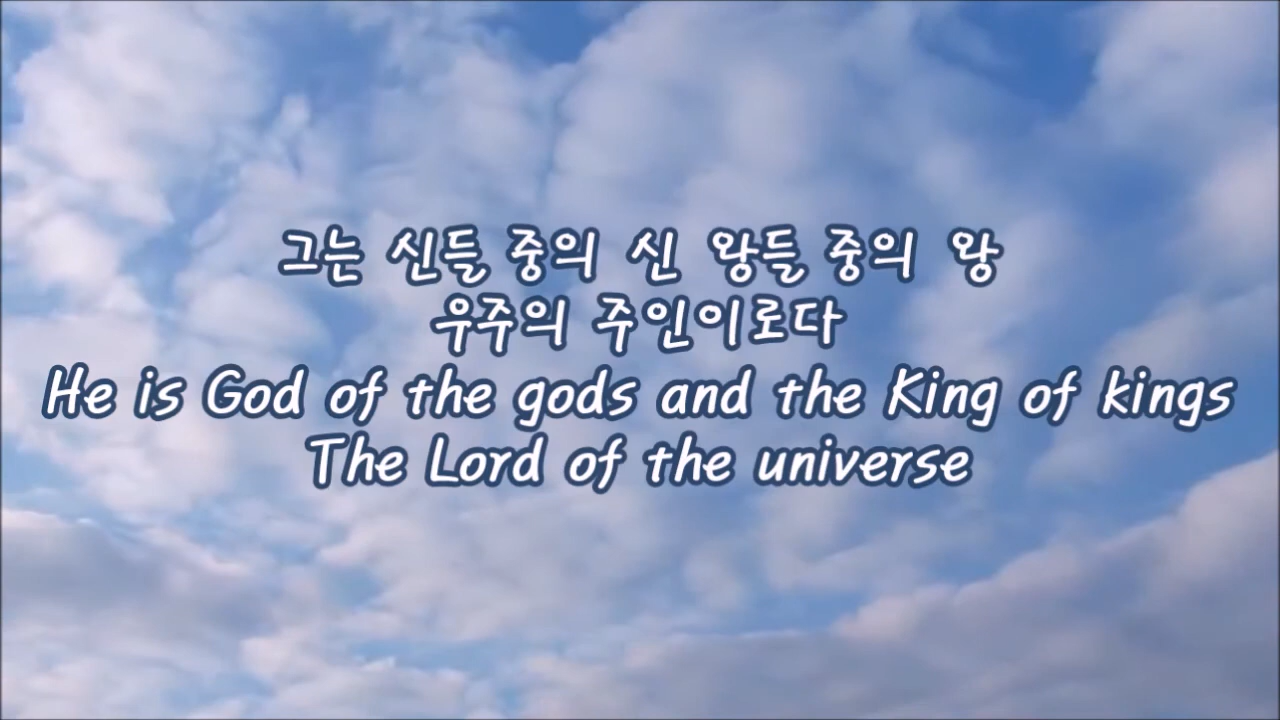 그는 신들 중의 신 왕들 중의 왕
우주의 주인이로다
He is God of the gods and the King of kings
The Lord of the universe